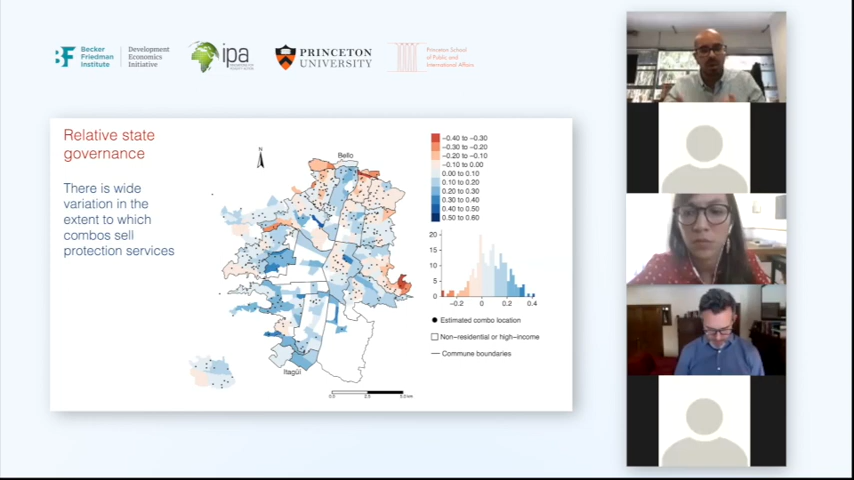 Becker
Friedman
Institute
Development
Economics
Initiative
ipa
PRINCETON
UNIVERSITY
Princeton School
of Public and
International Affairs
Relative state
governance
There is wide
variation in the
extent to which
combos sell
protection services
N
Bello
Itagüí
−0.40 to −0.30
−0.30 to −0.20
−0.20 to −0.10
−0.10 to 0.00
0.00 to 0.10
0.10 to 0.20
0.20 to 0.30
0.30 to 0.40
0.40 to 0.50
0.50 to 0.60
20
15
10
5
0
−0.2
0
0.2
0.4
Estimated combo location
Non−residential or high−income
Commune boundaries